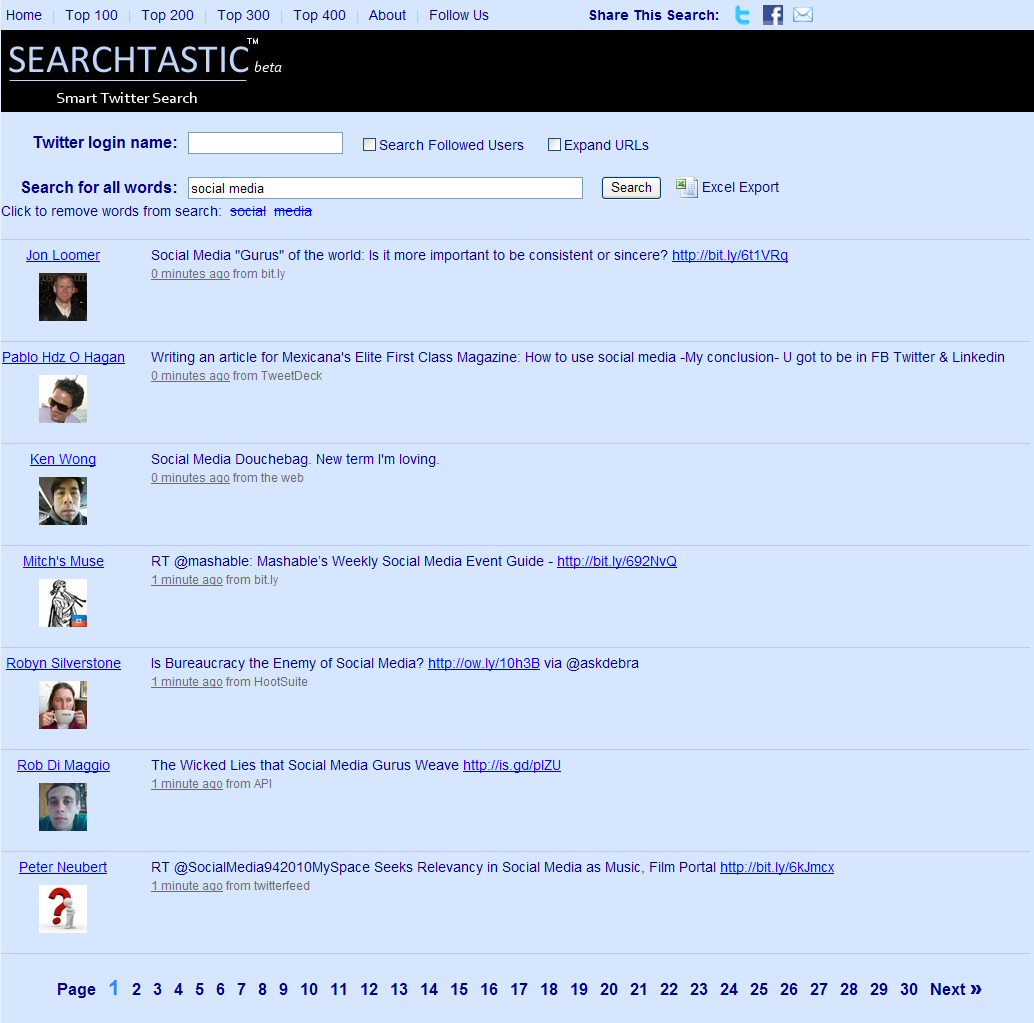 Home Top 100 Top 200 Top 300 Top 400 About Follow Us Share This Search:
SEARCHTASTIC™ beta
Smart Twitter Search
Twitter login name: Search Followed Users Expand URLs
Search for all words: social media Search Excel Export
Click to remove words from search: social media
Jon Loomer Social Media "Gurus" of the world: Is it more important to be consistent or sincere? http://bit.ly/6t1VRq
0 minutes ago from bit.ly
Pablo Hdz O Hagan Writing an article for Mexicana's Elite First Class Magazine: How to use social media -My conclusion- U got to be in FB Twitter & Linkedin
0 minutes ago from TweetDeck
Ken Wong Social Media Douchebag. New term I'm loving.
0 minutes ago from the web
Mitch's Muse RT @mashable: Mashable’s Weekly Social Media Event Guide - http://bit.ly/692NvQ
1 minute ago from bit.ly
Robyn Silverstone Is Bureaucracy the Enemy of Social Media? http://ow.ly/10h3B via @askdebra
1 minute ago from HootSuite
Rob Di Maggio The Wicked Lies that Social Media Gurus Weave http://is.gd/plZU
1 minute ago from API
Peter Neubert RT @SocialMedia942010MySpace Seeks Relevancy in Social Media as Music, Film Portal http://bit.ly/6kJmcx
1 minute ago from twitterfeed
Page 1 2 3 4 5 6 7 8 9 10 11 12 13 14 15 16 17 18 19 20 21 22 23 24 25 26 27 28 29 30 Next »